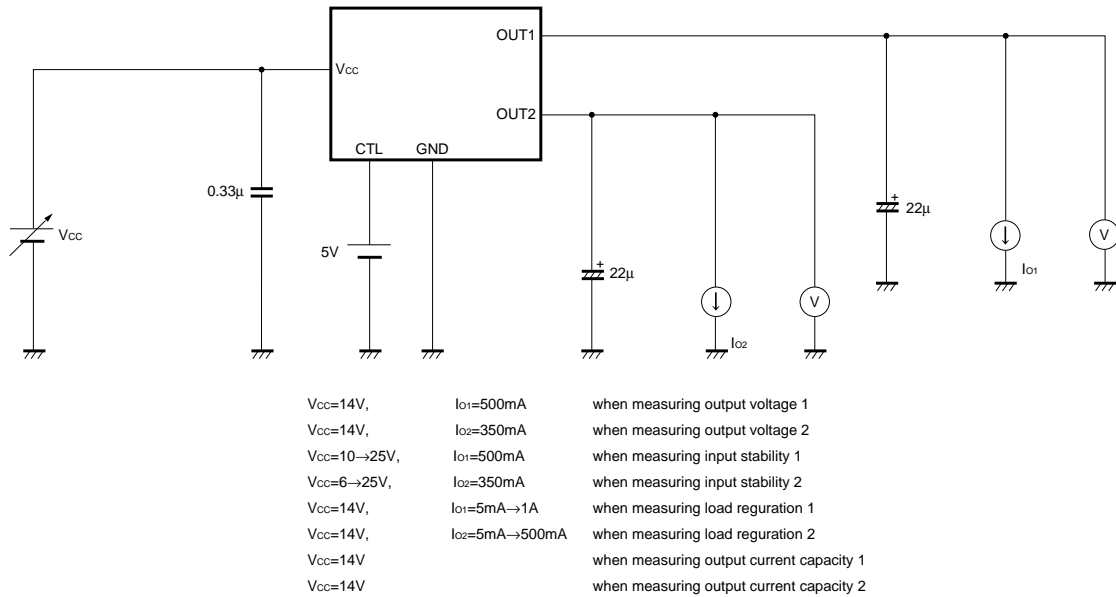 OUT1
Vcc
OUT2
CTL GND
0.33μ
Vcc
5V
+
22μ
Io2
V
+
22μ
Io1
V
Vcc=14V, Io1=500mA when measuring output voltage 1
Vcc=14V, Io2=350mA when measuring output voltage 2
Vcc=10→25V, Io1=500mA when measuring input stability 1
Vcc=6→25V, Io2=350mA when measuring input stability 2
Vcc=14V, Io1=5mA→1A when measuring load reguration 1
Vcc=14V, Io2=5mA→500mA when measuring load reguration 2
Vcc=14V when measuring output current capacity 1
Vcc=14V when measuring output current capacity 2